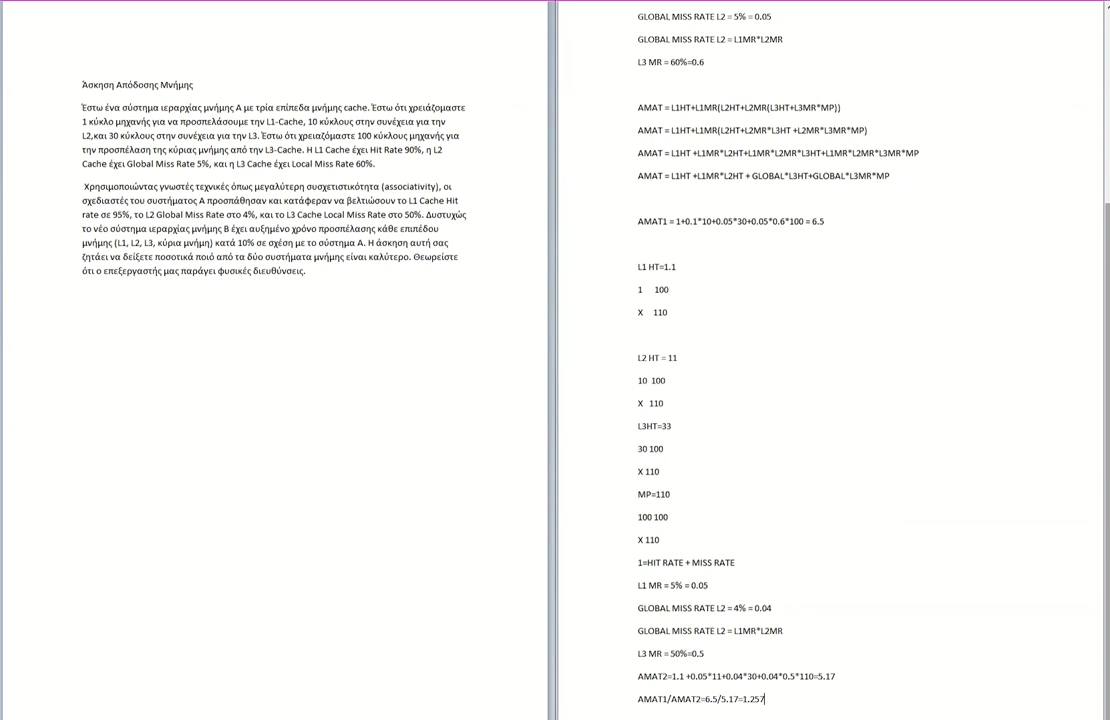 Άσκηση Απόδοσης Μνήμης
Έστω ένα σύστημα ιεραρχίας μνήμης Α με τρία επίπεδα μνήμης cache. Έστω ότι χρειάζομαστε
1 κύκλο μηχανής για να προσπελάσουμε την L1-Cache, 10 κύκλους στην συνέχεια για την
L2,και 30 κύκλους στην συνέχεια για την L3. Έστω ότι χρειαζόμαστε 100 κύκλους μηχανής για
την προσπέλαση της κύριας μνήμης από την L3-Cache. Η L1 Cache έχει Hit Rate 90%, η L2
Cache έχει Global Miss Rate 5%, και η L3 Cache έχει Local Miss Rate 60%.
Χρησιμοποιώντας γνωστές τεχνικές όπως μεγαλύτερη συσχετιστικότητα (associativity), οι
σχεδιαστές του συστήματος Α προσπάθησαν και κατάφεραν να βελτιώσουν το L1 Cache Hit
rate σε 95%, το L2 Global Miss Rate στο 4%, και το L3 Cache Local Miss Rate στο 50%. Δυστυχώς
το νέο σύστημα ιεραρχίας μνήμης Β έχει αυξημένο χρόνο προσπέλασης κάθε επιπέδου
μνήμης (L1, L2, L3, κύρια μνήμη) κατά 10% σε σχέση με το σύστημα Α. Η άσκηση αυτή σας
ζητάει να δείξετε ποσοτικά ποιό από τα δύο συστήματα μνήμης είναι καλύτερο. Θεωρείστε
ότι ο επεξεργαστής μας παράγει φυσικές διευθύνσεις.
GLOBAL MISS RATE L2 = 5% = 0.05
GLOBAL MISS RATE L2 = L1MR*L2MR
L3 MR = 60%=0.6
AMAT = L1HT+L1MR(L2HT+L2MR(L3HT+L3MR*MP))
AMAT = L1HT+L1MR(L2HT+L2MR*L3HT +L2MR*L3MR*MP)
AMAT = L1HT +L1MR*L2HT+L1MR*L2MR*L3HT+L1MR*L2MR*L3MR*MP
AMAT = L1HT +L1MR*L2HT + GLOBAL*L3HT+GLOBAL*L3MR*MP
AMAT1 = 1+0.1*10+0.05*30+0.05*0.6*100 = 6.5
L1 HT=1.1
1 100
X 110
L2 HT = 11
10 100
X 110
L3HT=33
30 100
X 110
MP=110
100 100
X 110
1=HIT RATE + MISS RATE
L1 MR = 5% = 0.05
GLOBAL MISS RATE L2 = 4% = 0.04
GLOBAL MISS RATE L2 = L1MR*L2MR
L3 MR = 50%=0.5
AMAT2=1.1 +0.05*11+0.04*30+0.04*0.5*110=5.17
AMAT1/AMAT2=6.5/5.17=1.257